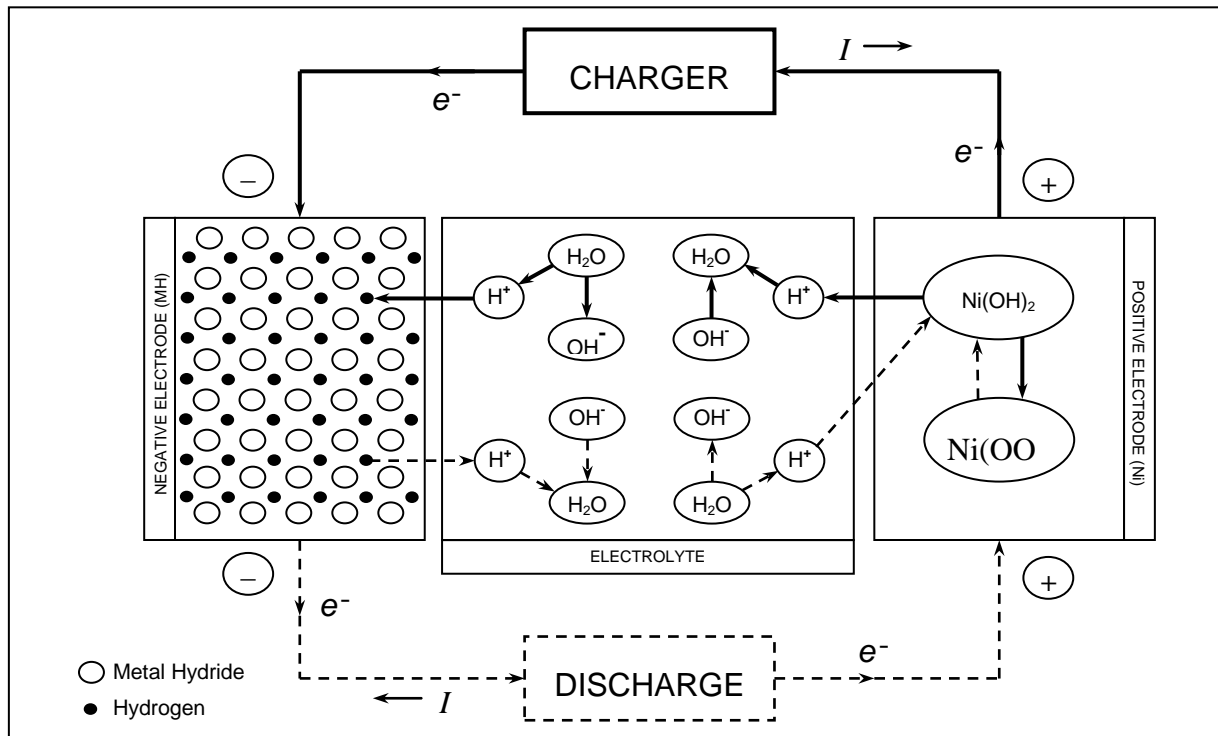 I
CHARGER
e-
e-
−
+
NEGATIVE ELECTRODE (MH)
H₂O
H₂O
H⁺
H⁺
Ni(OH)₂
OH⁻
OH⁻
POSITIVE ELECTRODE (Ni)
OH⁻
OH⁻
Ni(OO
H⁺
H⁺
H₂O
H₂O
ELECTROLYTE
−
+
e-
e-
Metal Hydride
DISCHARGE
I
Hydrogen